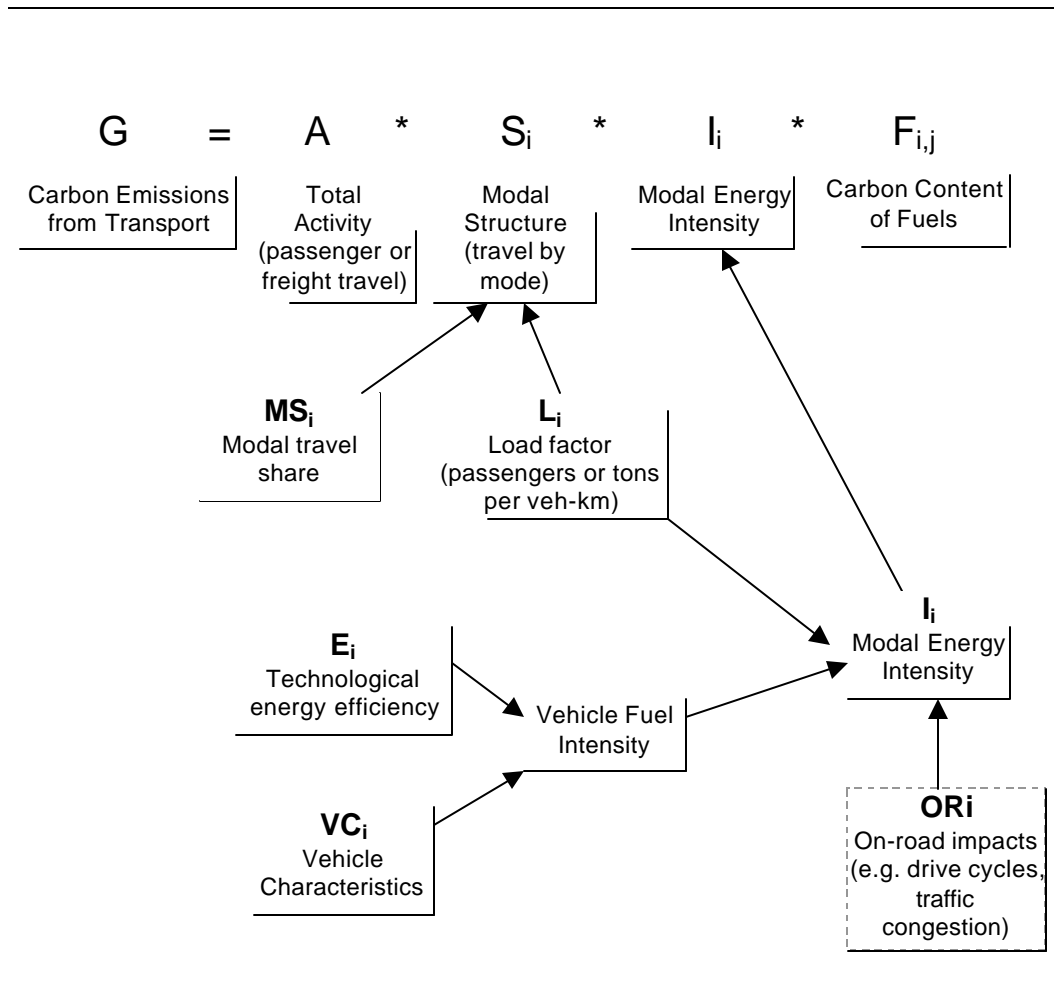 G = A * Sᵢ * Iᵢ * Fᵢ,ⱼ
Carbon Emissions
from Transport
Total
Activity
(passenger or
freight travel)
Modal
Structure
(travel by
mode)
Modal Energy
Intensity
Carbon Content
of Fuels
MSᵢ
Modal travel
share
Lᵢ
Load factor
(passengers or tons
per veh-km)
Iᵢ
Modal Energy
Intensity
Eᵢ
Technological
energy efficiency
Vehicle Fuel
Intensity
VCᵢ
Vehicle
Characteristics
ORi
On-road impacts
(e.g. drive cycles,
traffic
congestion)